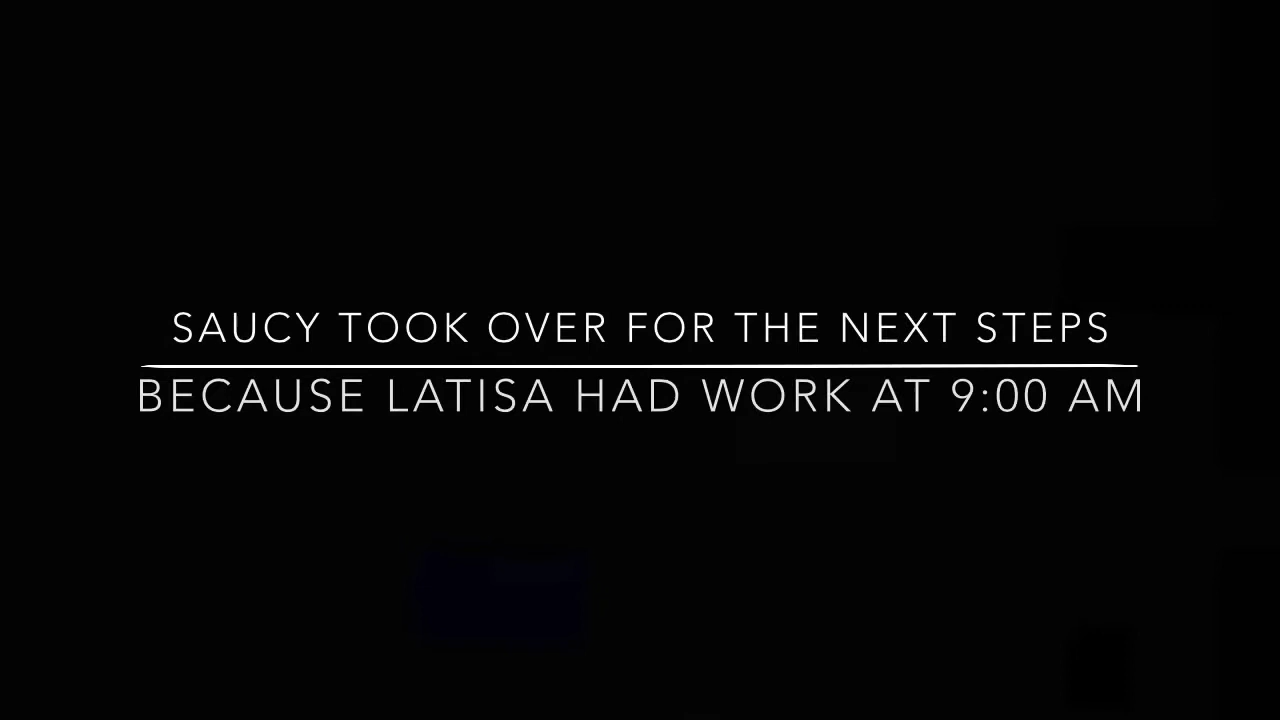 SAUCY TOOK OVER FOR THE NEXT STEPS
BECAUSE LATISA HAD WORK AT 9:00 AM